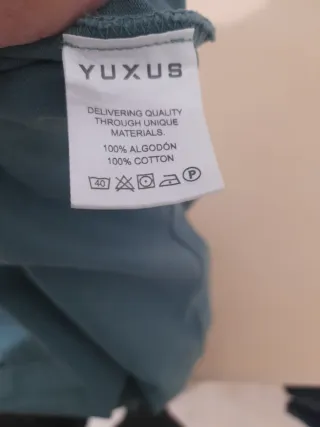 YUXUS
DELIVERING QUALITY
THROUGH UNIQUE
MATERIALS.
100% ALGODÓN
100% COTTON
40 P